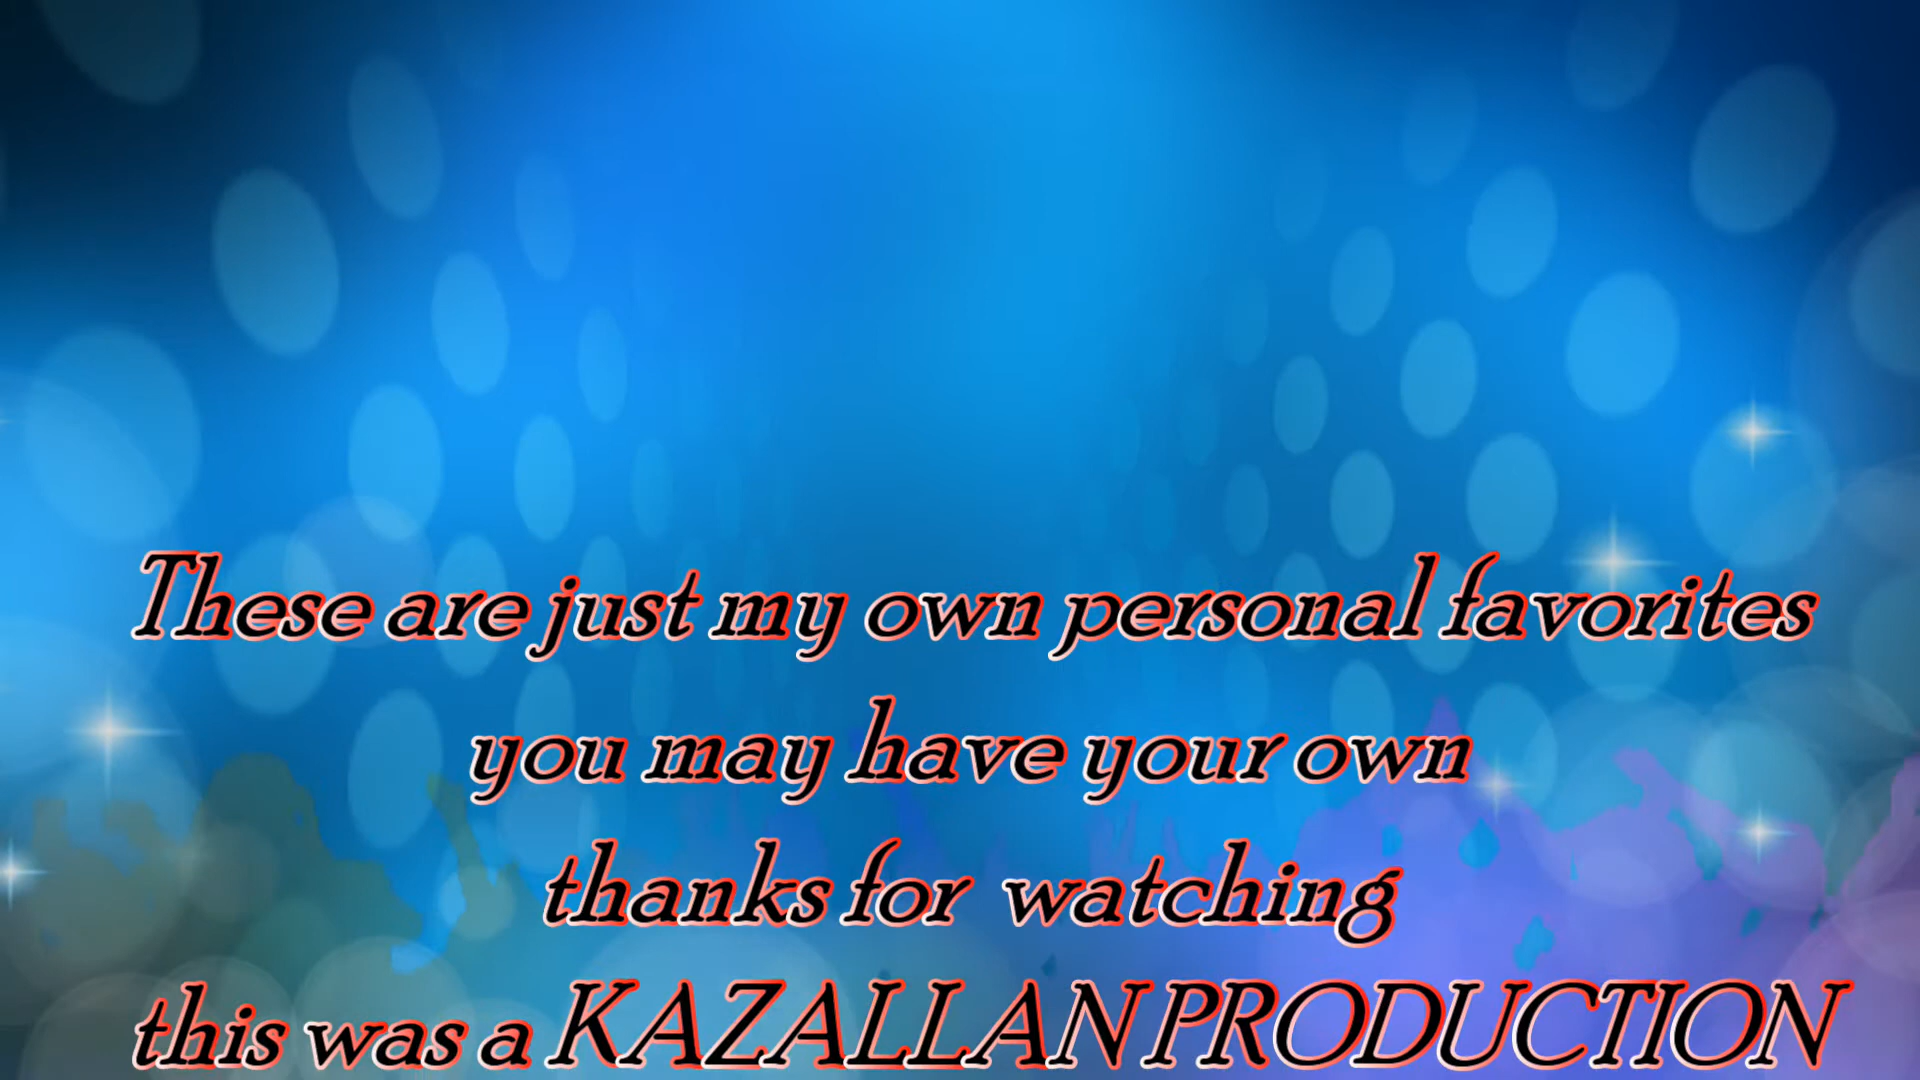 These are just my own personal favorites
you may have your own
thanks for watching
this was a KAZALLAN PRODUCTION